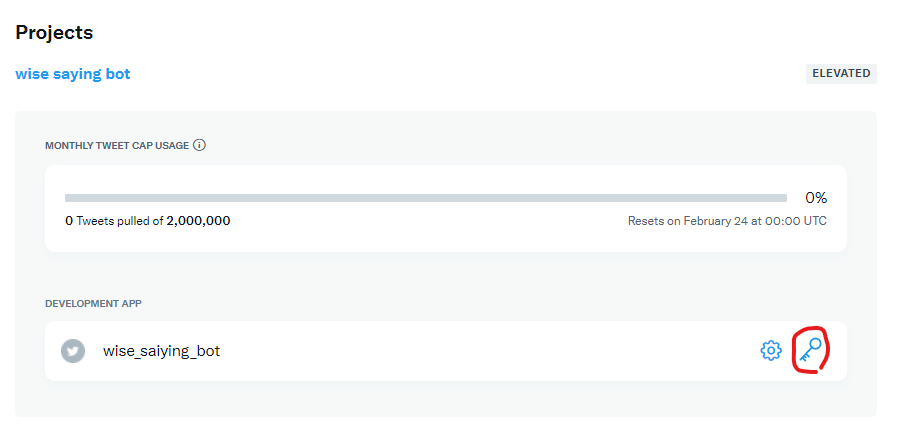 Projects
wise saying bot
ELEVATED
MONTHLY TWEET CAP USAGE
0%
0 Tweets pulled of 2,000,000
Resets on February 24 at 00:00 UTC
DEVELOPMENT APP
wise_saiying_bot